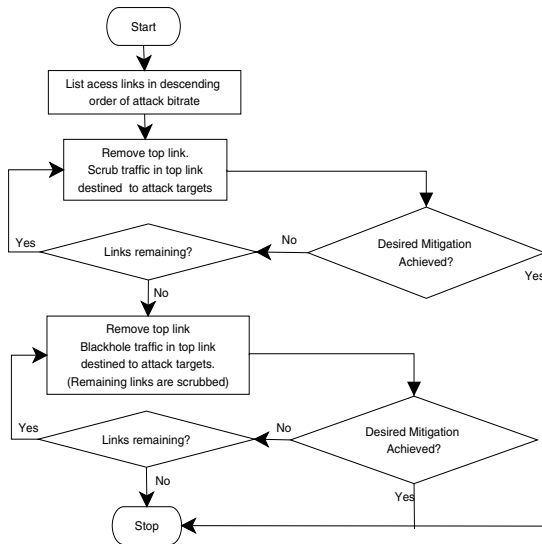 Start
List acess links in descending
order of attack bitrate
Remove top link.
Scrub traffic in top link
destined to attack targets
Yes
Links remaining?
No
Desired Mitigation
Achieved?
Yes
No
Remove top link
Blackhole traffic in top link
destined to attack targets.
(Remaining links are scrubbed)
Yes
Links remaining?
No
Desired Mitigation
Achieved?
No
Yes
Stop